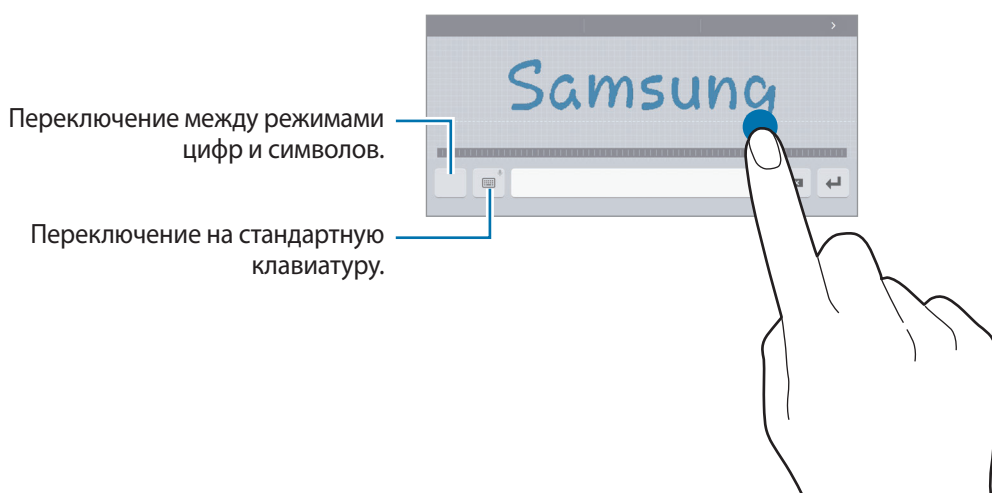 Samsung
Переключение между режимами
цифр и символов.
Переключение на стандартную
клавиатуру.